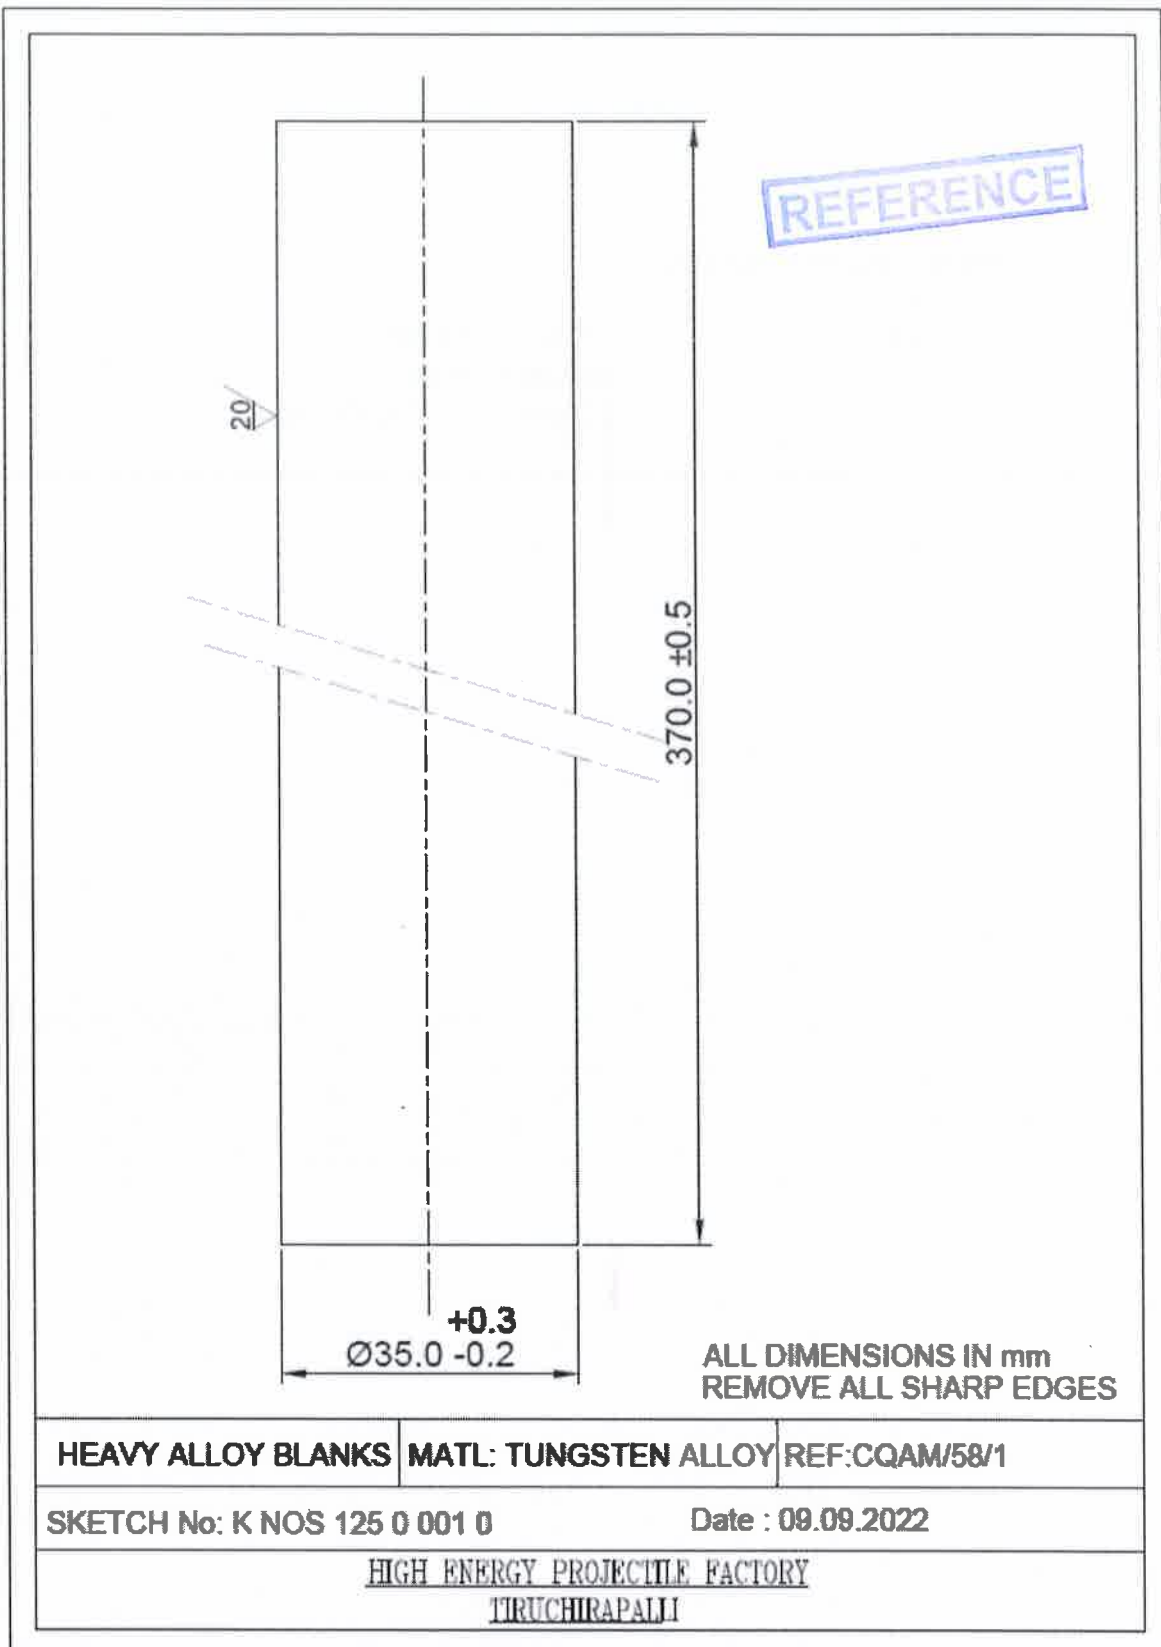 REFERENCE
20
370.0 ±0.5
+0.3
Ø35.0 -0.2
ALL DIMENSIONS IN mm
REMOVE ALL SHARP EDGES
HEAVY ALLOY BLANKS MATL: TUNGSTEN ALLOY REF:CQAM/58/1
SKETCH No: K NOS 125 0 001 0 Date : 09.09.2022
HIGH ENERGY PROJECTILE FACTORY
TIRUCHIRAPALLI